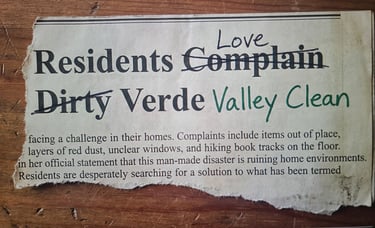 Love
Residents Complain
Dirty Verde Valley Clean
facing a challenge in their homes. Complaints include items out of place,
layers of red dust, unclear windows, and hiking book tracks on the floor.
in her official statement that this man-made disaster is ruining home environments.
Residents are desperately searching for a solution to what has been termed